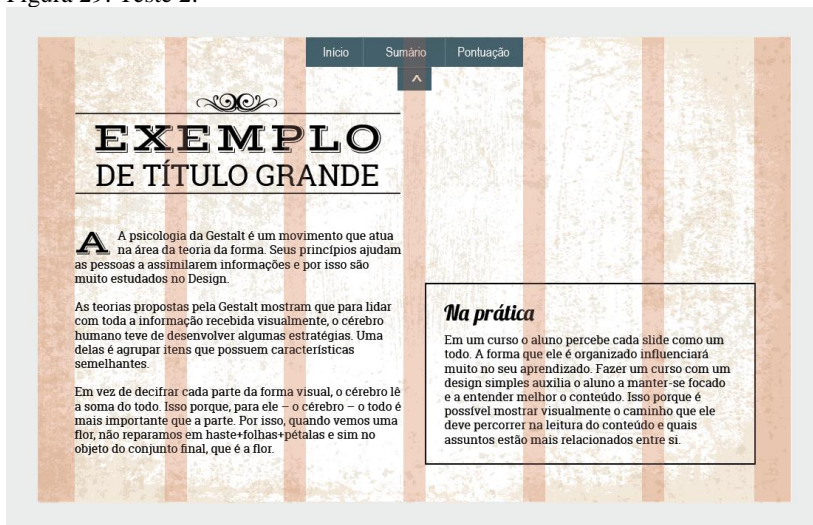 Figura 29: Teste 2.
Início Sumário Pontuação
^
EXEMPLO
DE TÍTULO GRANDE
A A psicologia da Gestalt é um movimento que atua
na área da teoria da forma. Seus princípios ajudam
as pessoas a assimilarem informações e por isso são
muito estudados no Design.
As teorias propostas pela Gestalt mostram que para lidar
com toda a informação recebida visualmente, o cérebro
humano teve de desenvolver algumas estratégias. Uma
delas é agrupar itens que possuem características
semelhantes.
Em vez de decifrar cada parte da forma visual, o cérebro lê
a soma do todo. Isso porque, para ele – o cérebro – o todo é
mais importante que a parte. Por isso, quando vemos uma
flor, não reparamos em haste+folhas+pétalas e sim no
objeto do conjunto final, que é a flor.
Na prática
Em um curso o aluno percebe cada slide como um
todo. A forma que ele é organizado influenciará
muito no seu aprendizado. Fazer um curso com um
design simples auxilia o aluno a manter-se focado
e a entender melhor o conteúdo. Isso porque é
possível mostrar visualmente o caminho que ele
deve percorrer na leitura do conteúdo e quais
assuntos estão mais relacionados entre si.